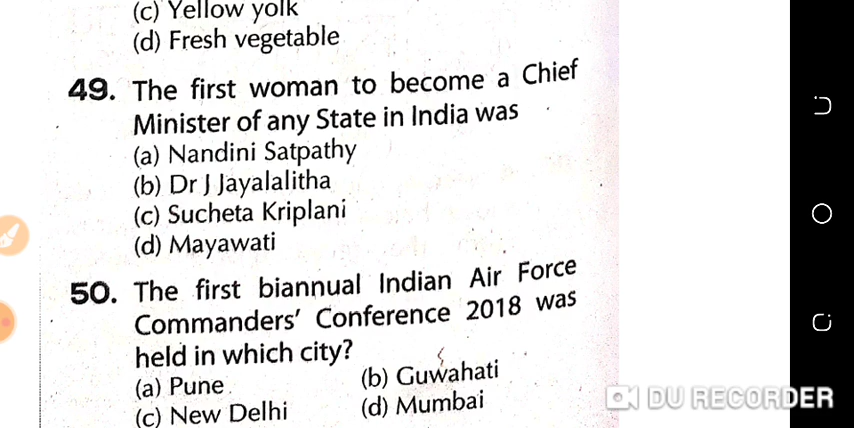 (c) Yellow yolk
(d) Fresh vegetable
49. The first woman to become a Chief
Minister of any State in India was
(a) Nandini Satpathy
(b) Dr J Jayalalitha
(c) Sucheta Kriplani
(d) Mayawati
50. The first biannual Indian Air Force
Commanders' Conference 2018 was
held in which city?
(a) Pune
(b) Guwahati
(c) New Delhi
(d) Mumbai
DU RECORDER